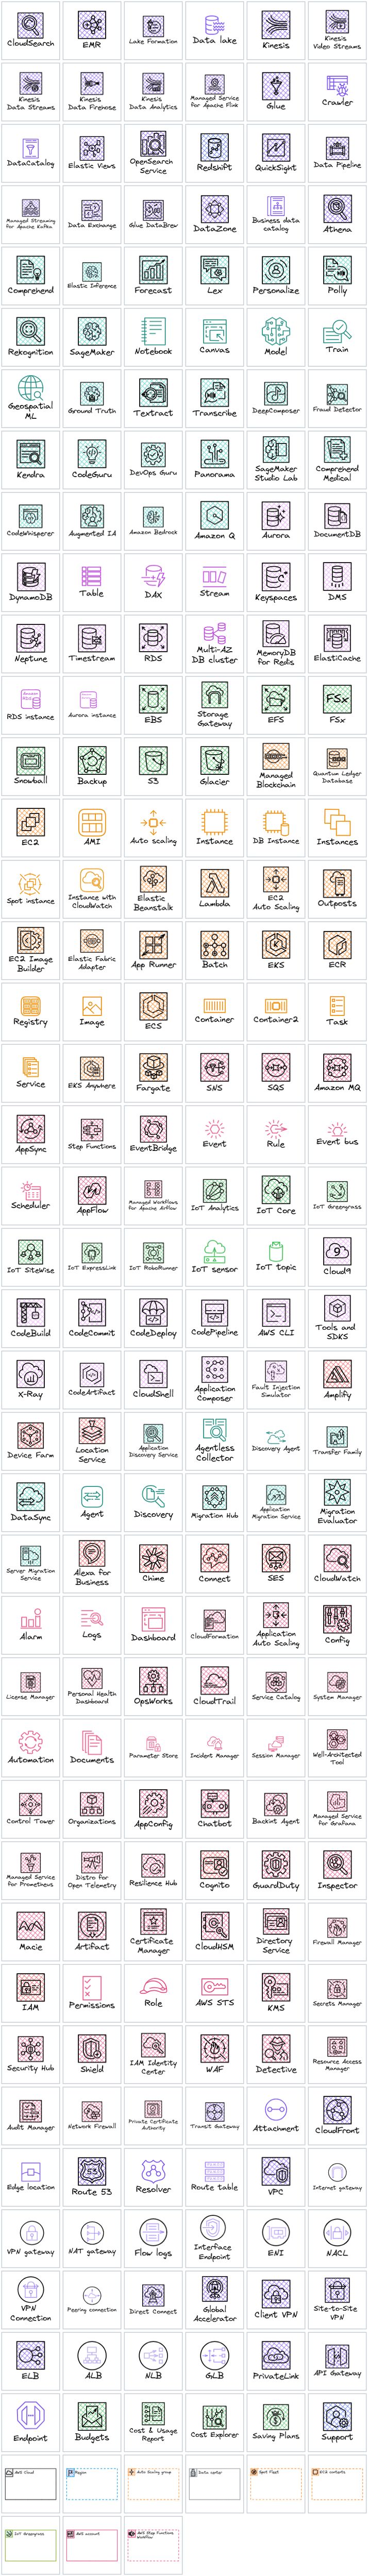 CloudSearch
EMR
Lake Formation
Data lake
Kinesis
Kinesis
Video Streams
Kinesis
Data Streams
Kinesis
Data Firehose
Kinesis
Data Analytics
Managed Service
for Apache Flink
Glue
Crawler
DataCatalog
Elastic Views
OpenSearch
Service
Redshift
QuickSight
Data Pipeline
Managed Streaming
for Apache Kafka
Data Exchange
Glue DataBrew
DataZone
Business data
catalog
Athena
Comprehend
Elastic Inference
Forecast
Lex
Personalize
Polly
Rekognition
SageMaker
Notebook
Canvas
Model
Train
Geospatial
ML
Ground Truth
Textract
Transcribe
DeepComposer
Fraud Detector
Kendra
CodeGuru
DevOps Guru
Panorama
SageMaker
Studio Lab
Comprehend
Medical
CodeWhisperer
Augmented IA
Amazon Bedrock
Amazon Q
Aurora
DocumentDB
DynamoDB
Table
DAX
Stream
Keyspaces
DMS
Neptune
Timestream
RDS
Multi-AZ
DB cluster
MemoryDB
for Redis
ElastiCache
RDS instance
Aurora instance
EBS
Storage
Gateway
EFS
FSx
FSx
Snowball
Backup
S3
Glacier
Managed
Blockchain
Quantum Ledger
Database
EC2
AMI
Auto scaling
Instance
DB Instance
Instances
Spot instance
Instance with
CloudWatch
Elastic
Beanstalk
Lambda
EC2
Auto Scaling
Outposts
EC2 Image
Builder
Elastic Fabric
Adapter
App Runner
Batch
EKS
ECR
Registry
Image
ECS
Container
Container2
Task
Service
EKS Anywhere
Fargate
SNS
SQS
Amazon MQ
AppSync
Step Functions
EventBridge
Event
Rule
Event bus
Scheduler
AppFlow
Managed Workflows
for Apache Airflow
IoT Analytics
IoT Core
IoT Greengrass
IoT SiteWise
IoT ExpressLink
IoT RoboRunner
IoT sensor
IoT topic
9
Cloud9
CodeBuild
CodeCommit
CodeDeploy
CodePipeline
AWS CLI
Tools and
SDKS
X-Ray
CodeArtifact
CloudShell
Application
Composer
Fault Injection
Simulator
Amplify
Device Farm
Location
Service
Application
Discovery Service
Agentless
Collector
Discovery Agent
Transfer Family
DataSync
Agent
Discovery
Migration Hub
Application
Migration Service
Migration
Evaluator
Server Migration
Service
Alexa for
Business
Chime
Connect
SES
CloudWatch
Alarm
Logs
Dashboard
CloudFormation
Application
Auto Scaling
Config
License Manager
Personal Health
Dashboard
OpsWorks
CloudTrail
Service Catalog
System Manager
Automation
Documents
Parameter Store
Incident Manager
Session Manager
Well-Architected
Tool
Control Tower
Organizations
AppConfig
Chatbot
Backint Agent
Managed Service
for Grafana
Managed Service
for Prometheus
Distro for
Open Telemetry
Resilience Hub
Cognito
GuardDuty
Inspector
Macie
Artifact
Certificate
Manager
CloudHSM
Directory
Service
Firewall Manager
IAM
Permissions
Role
AWS STS
KMS
Secrets Manager
Security Hub
Shield
IAM Identity
Center
WAF
Detective
Resource Access
Manager
Audit Manager
Network Firewall
Private Certificate
Authority
Transit Gateway
Attachment
CloudFront
Edge location
53
Route 53
Resolver
Route table
VPC
Internet gateway
VPN gateway
NAT gateway
Flow logs
Interface
Endpoint
ENI
NACL
VPN
Connection
Peering connection
Direct Connect
Global
Accelerator
Client VPN
Site-to-Site
VPN
ELB
ALB
NLB
GLB
PrivateLink
API Gateway
Endpoint
Budgets
Cost & Usage
Report
Cost Explorer
Saving Plans
Support
AWS Cloud
Region
Auto Scaling group
Data center
Spot Fleet
EC2 contents
IoT Greengrass
AWS account
AWS Step Functions
Workflow